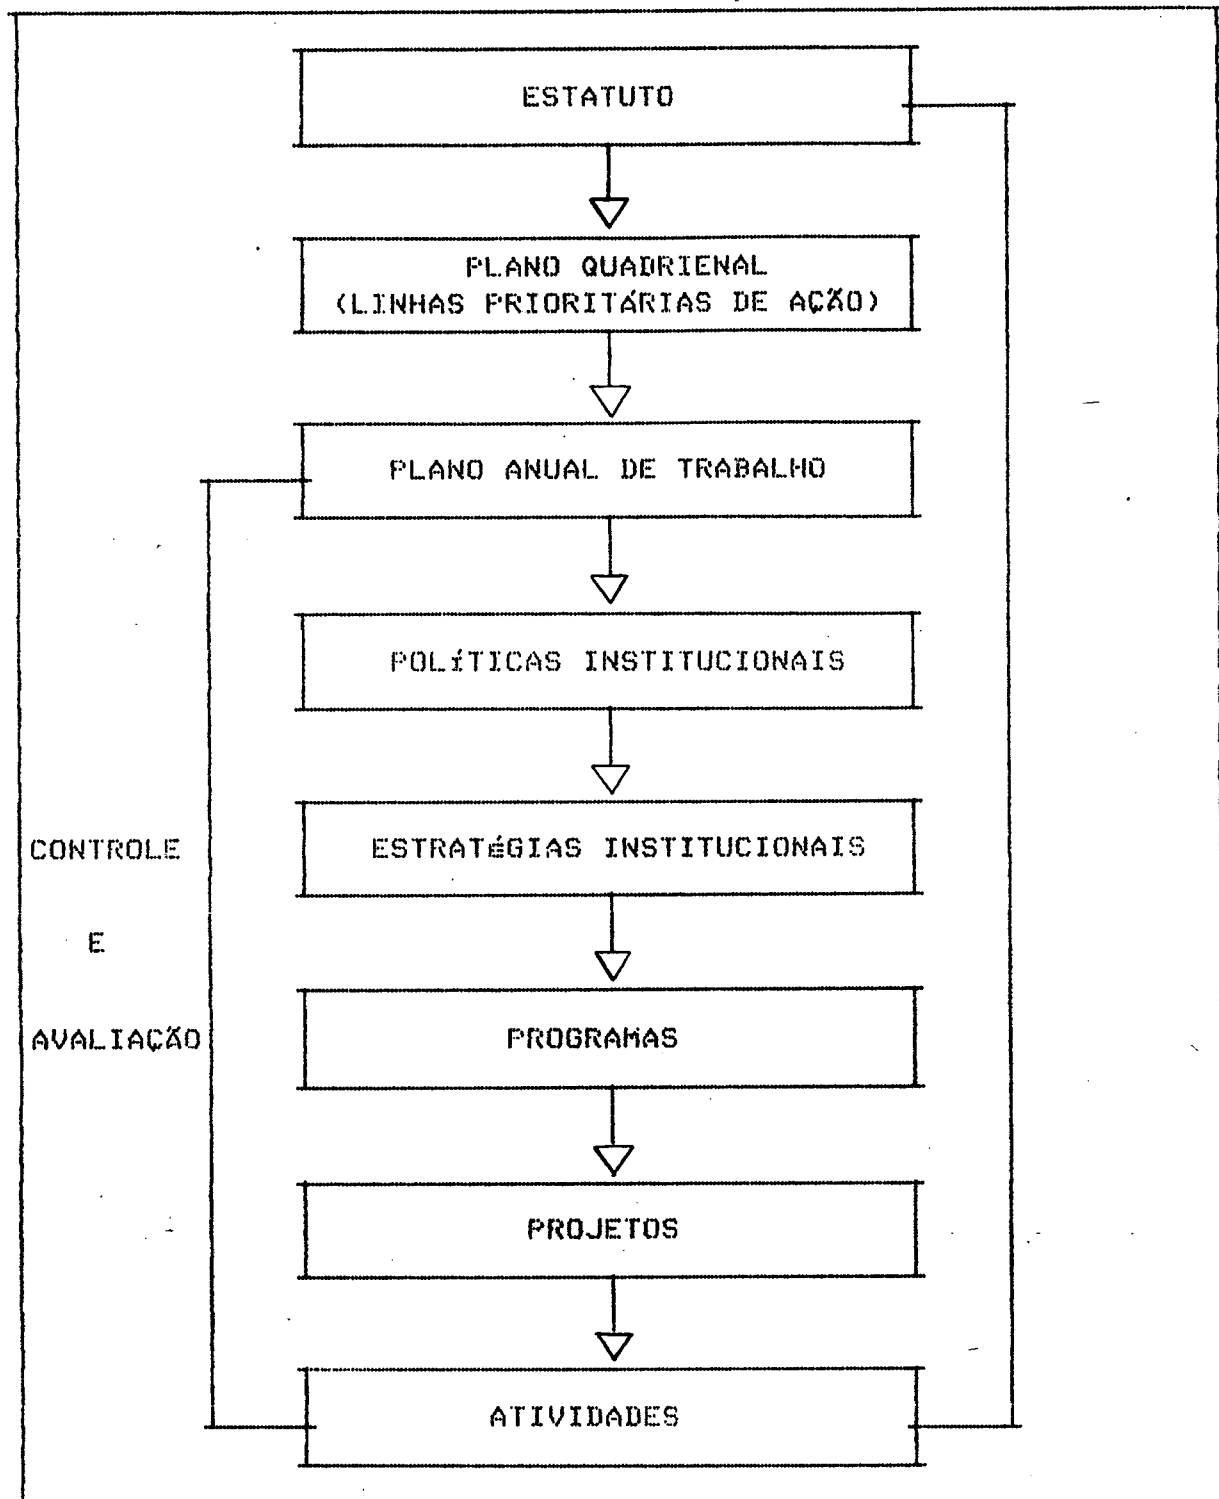 ESTATUTO
PLANO QUADRIENAL
(LINHAS PRIORITÁRIAS DE AÇÃO)
PLANO ANUAL DE TRABALHO
POLíTICAS INSTITUCIONAIS
ESTRATéGIAS INSTITUCIONAIS
CONTROLE
E
AVALIAÇÃO
PROGRAMAS
PROJETOS
ATIVIDADES